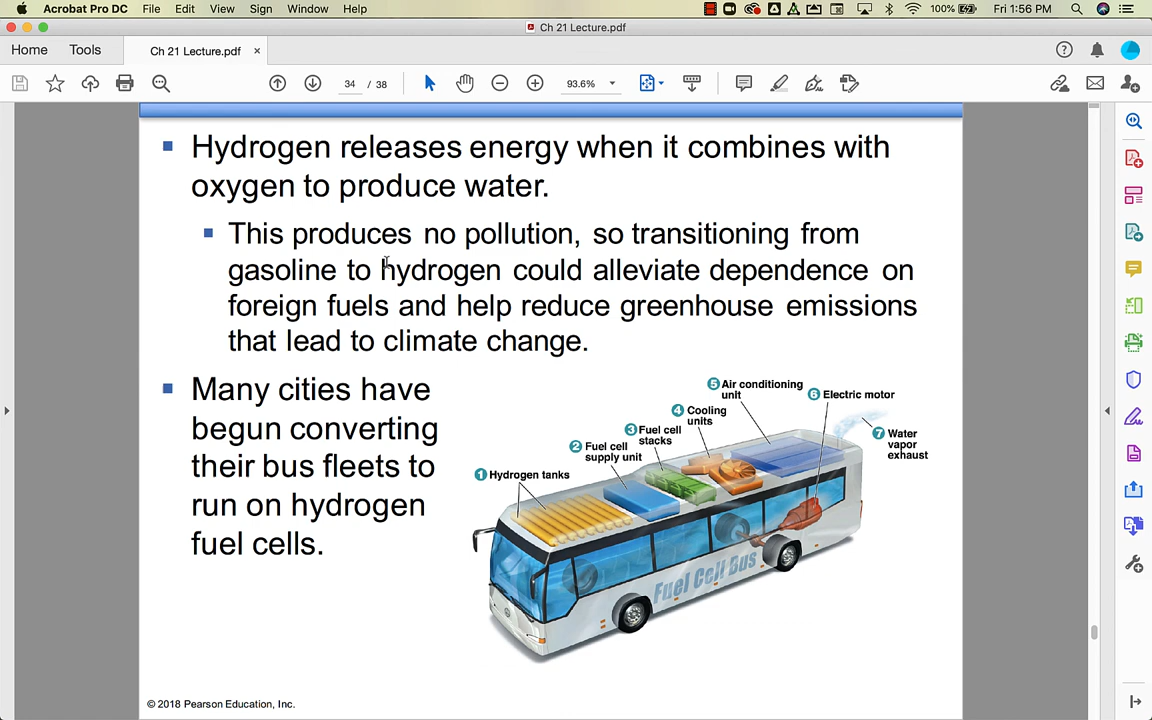 Acrobat Pro DC File Edit View Sign Window Help 100% Fri 1:56 PM
Ch 21 Lecture.pdf
Home Tools Ch 21 Lecture.pdf ×
34 / 38 93.6%
Hydrogen releases energy when it combines with
oxygen to produce water.
This produces no pollution, so transitioning from
gasoline to hydrogen could alleviate dependence on
foreign fuels and help reduce greenhouse emissions
that lead to climate change.
Many cities have
begun converting
their bus fleets to
run on hydrogen
fuel cells.
1 Hydrogen tanks
2 Fuel cell
supply unit
3 Fuel cell
stacks
4 Cooling
units
5 Air conditioning
unit
6 Electric motor
7 Water
vapor
exhaust
Fuel Cell Bus
© 2018 Pearson Education, Inc.